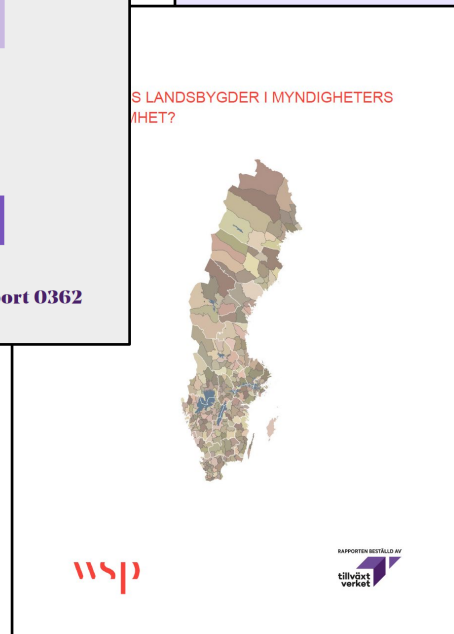 S LANDSBYGDER I MYNDIGHETERS
MHET?
ort 0362
wsp
RAPPORTEN BESTÄLLD AV
tillväxt
verket